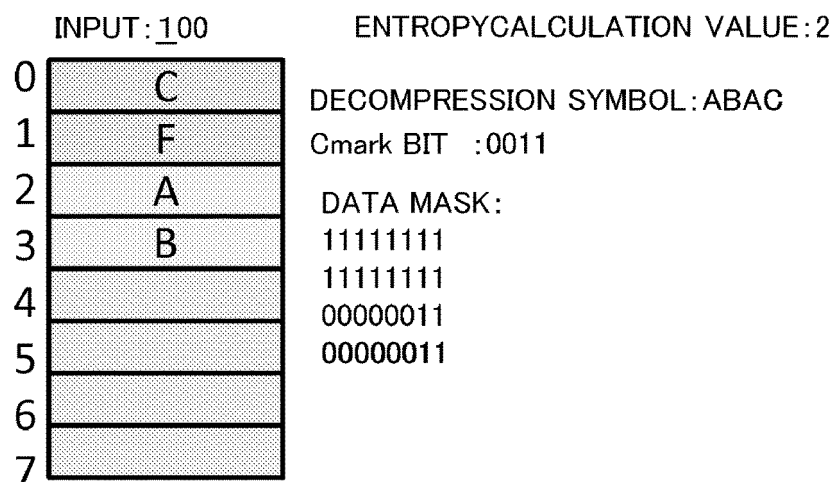 INPUT:100 ENTROPYCALCULATION VALUE:2
0 C
1 F
2 A
3 B
4
5
6
7
DECOMPRESSION SYMBOL:ABAC
Cmark BIT :0011
DATA MASK:
11111111
11111111
00000011
00000011